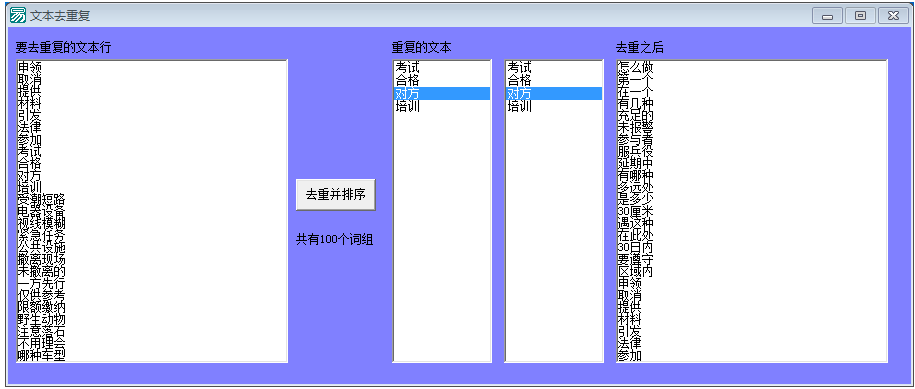 文本去重复
要去重复的文本行
申领
取消
提供
材料
引发
法律
参加
考试
合格
对方
培训
受潮短路
电器设备
视线模糊
紧急任务
公共设施
撤离现场
未撤离的
一方先行
仅供参考
限额缴纳
野生动物
注意落石
不用理会
哪种车型
去重并排序
共有100个词组
重复的文本
考试
合格
对方
培训
考试
合格
对方
培训
去重之后
怎么做
第一个
在一个
有几种
充足的
未报警
参与者
服兵役
延期中
有哪种
多远处
是多少
30厘米
遇这种
在此处
30日内
要遵守
区域内
申领
取消
提供
材料
引发
法律
参加